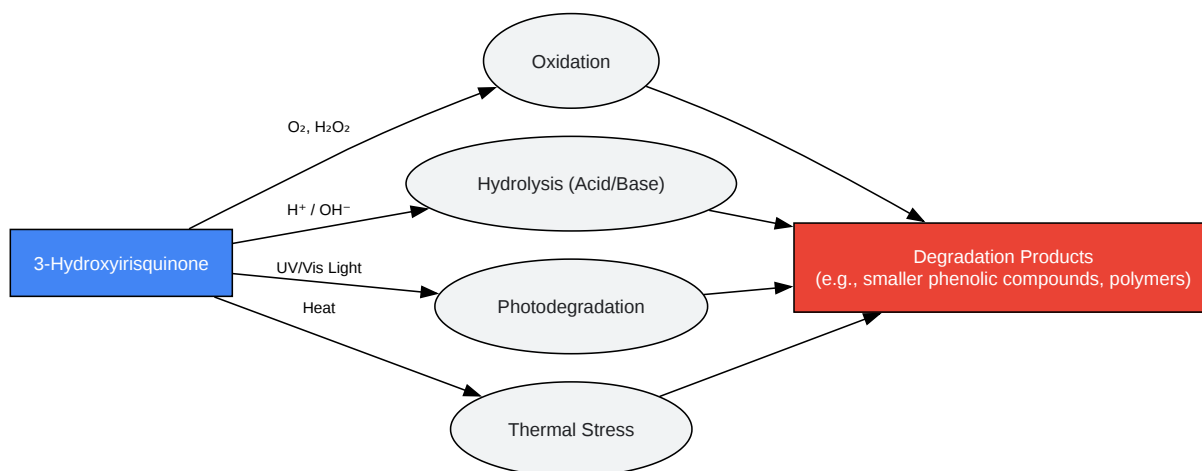 Oxidation
O₂, H₂O₂
Hydrolysis (Acid/Base)
H⁺ / OH⁻
3-Hydroxyirisquinone
Degradation Products
(e.g., smaller phenolic compounds, polymers)
UV/Vis Light
Photodegradation
Heat
Thermal Stress